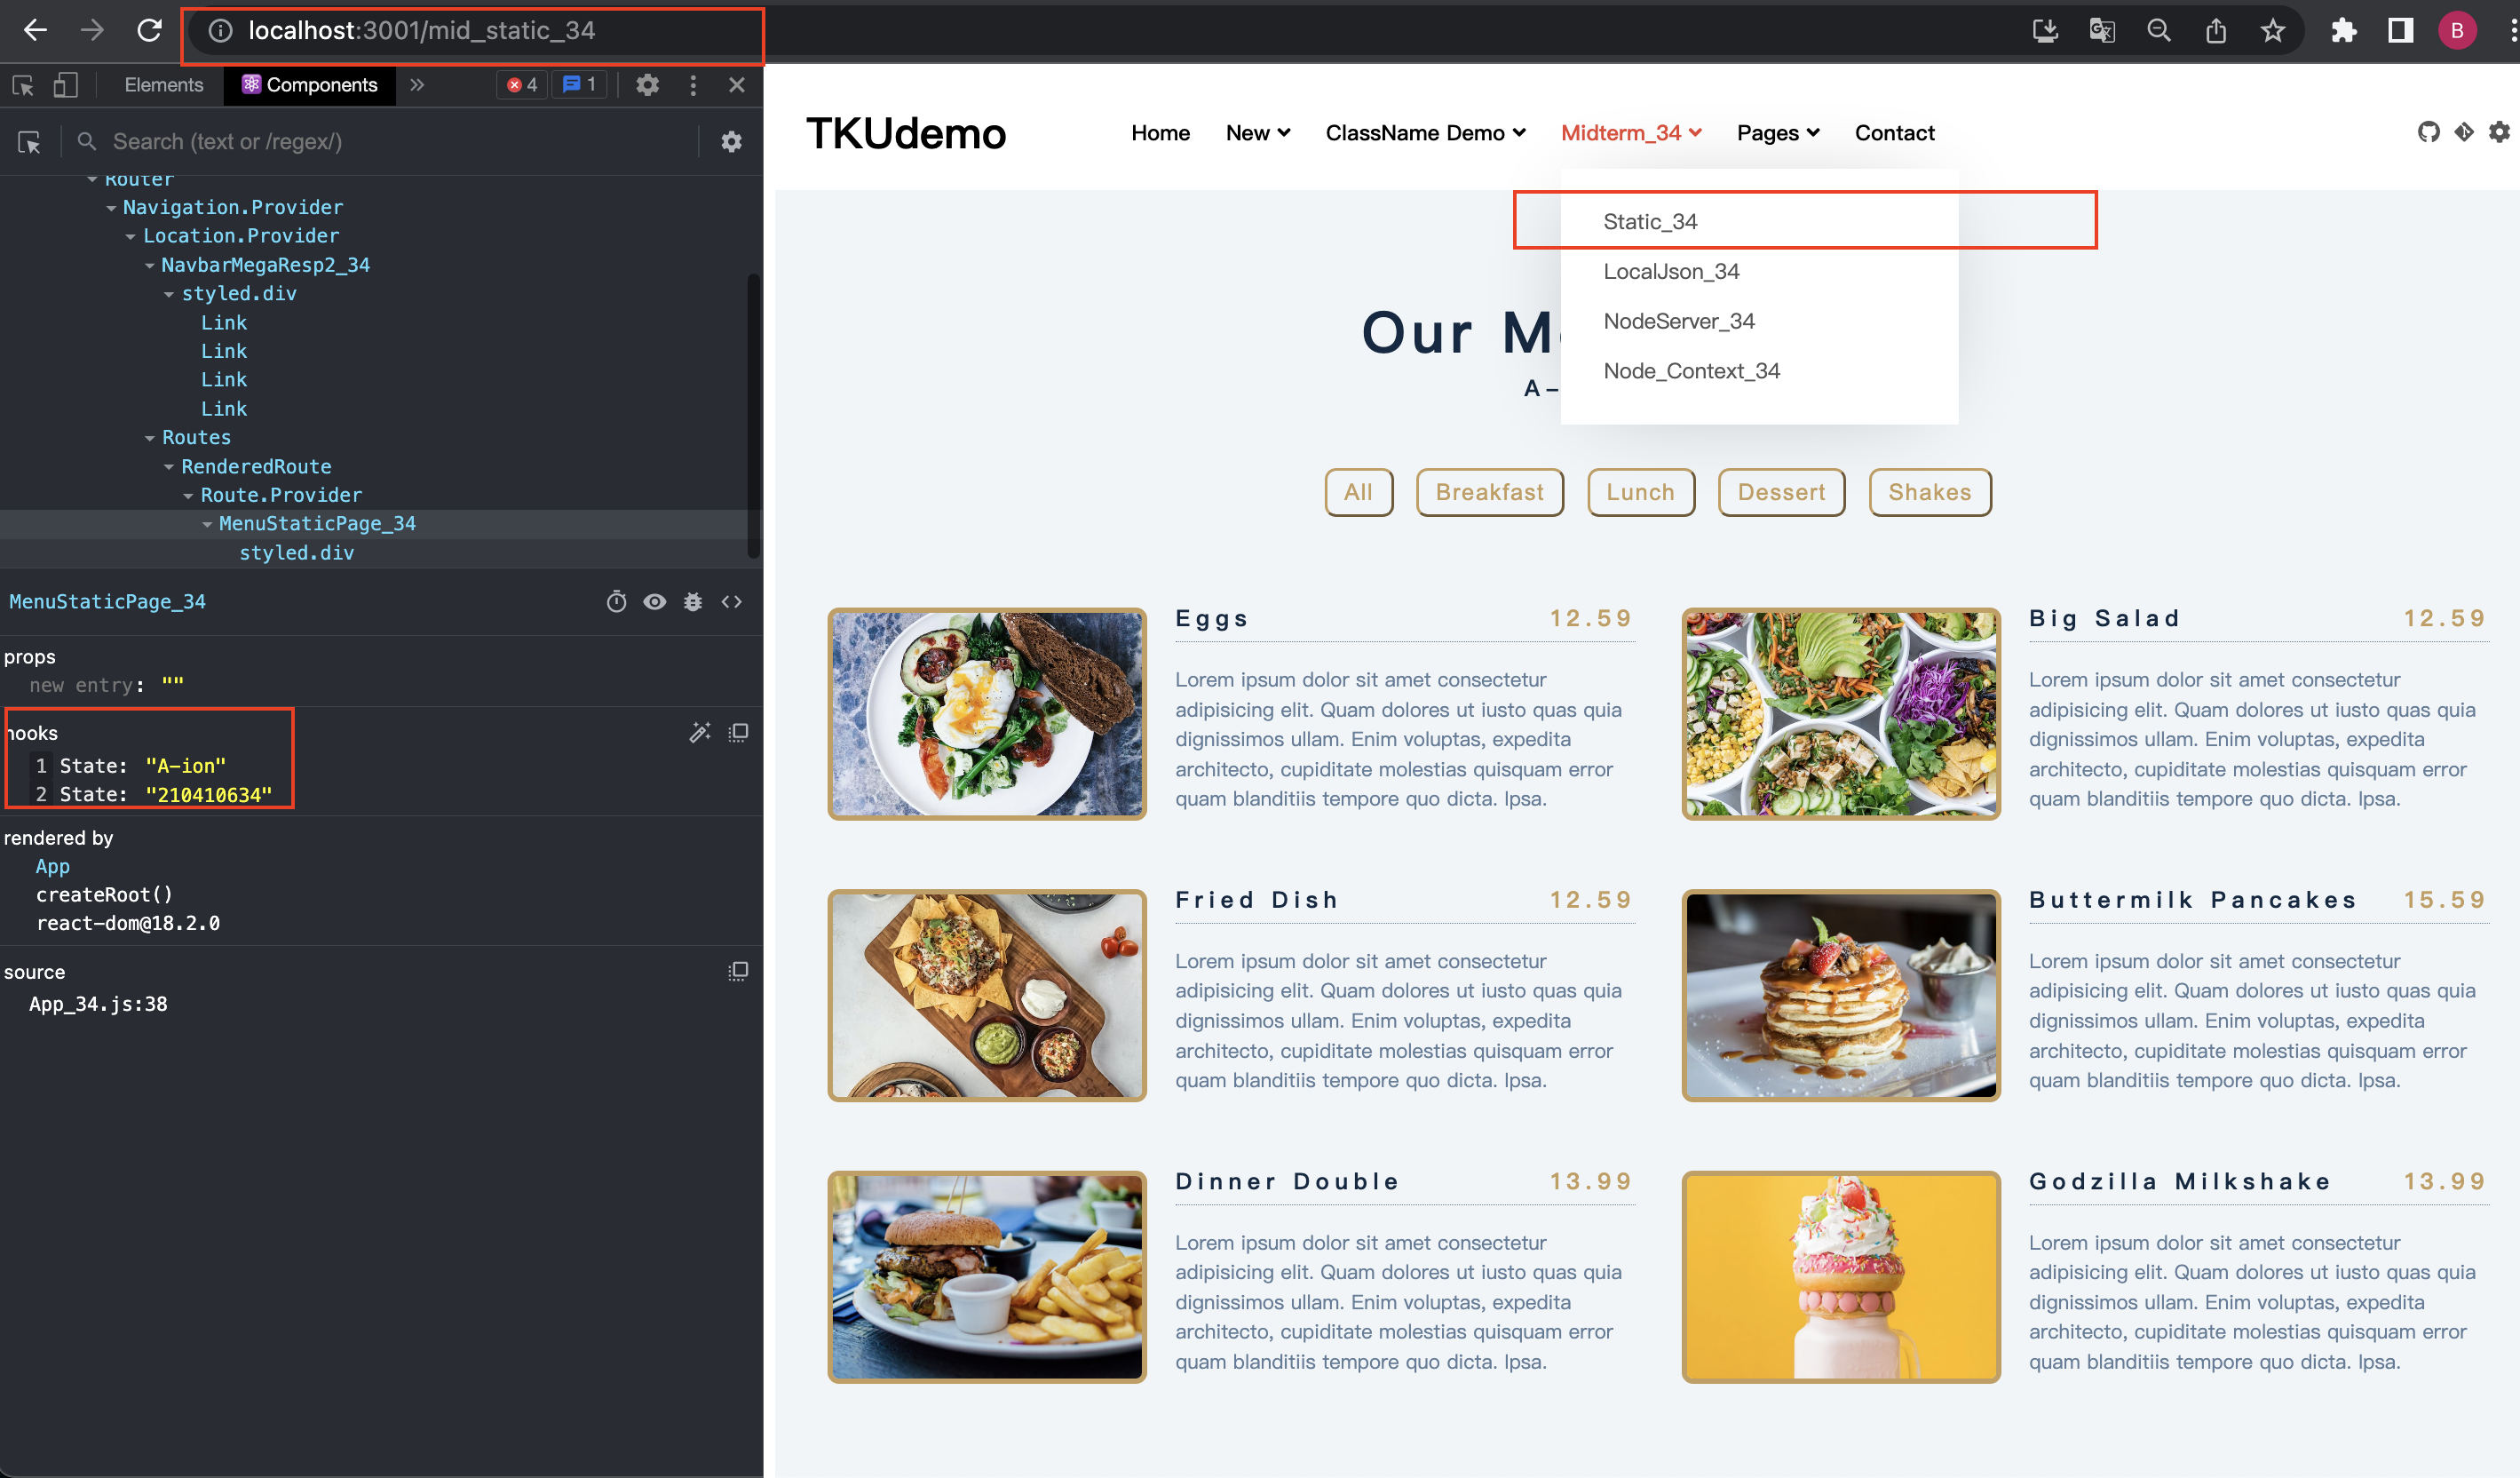 localhost:3001/mid_static_34
B
Elements
Components
4
1
Search (text or /regex/)
Router
Navigation.Provider
Location.Provider
NavbarMegaResp2_34
styled.div
Link
Link
Link
Link
Routes
RenderedRoute
Route.Provider
MenuStaticPage_34
styled.div
MenuStaticPage_34
props
new entry: ""
hooks
1 State: "A-ion"
2 State: "210410634"
rendered by
App
createRoot()
react-dom@18.2.0
source
App_34.js:38
TKUdemo
Home
New
ClassName Demo
Midterm_34
Pages
Contact
Static_34
LocalJson_34
NodeServer_34
Node_Context_34
Our M
A-
All
Breakfast
Lunch
Dessert
Shakes
Eggs 12.59
Lorem ipsum dolor sit amet consectetur
adipisicing elit. Quam dolores ut iusto quas quia
dignissimos ullam. Enim voluptas, expedita
architecto, cupiditate molestias quisquam error
quam blanditiis tempore quo dicta. Ipsa.
Big Salad 12.59
Lorem ipsum dolor sit amet consectetur
adipisicing elit. Quam dolores ut iusto quas quia
dignissimos ullam. Enim voluptas, expedita
architecto, cupiditate molestias quisquam error
quam blanditiis tempore quo dicta. Ipsa.
Fried Dish 12.59
Lorem ipsum dolor sit amet consectetur
adipisicing elit. Quam dolores ut iusto quas quia
dignissimos ullam. Enim voluptas, expedita
architecto, cupiditate molestias quisquam error
quam blanditiis tempore quo dicta. Ipsa.
Buttermilk Pancakes 15.59
Lorem ipsum dolor sit amet consectetur
adipisicing elit. Quam dolores ut iusto quas quia
dignissimos ullam. Enim voluptas, expedita
architecto, cupiditate molestias quisquam error
quam blanditiis tempore quo dicta. Ipsa.
Dinner Double 13.99
Lorem ipsum dolor sit amet consectetur
adipisicing elit. Quam dolores ut iusto quas quia
dignissimos ullam. Enim voluptas, expedita
architecto, cupiditate molestias quisquam error
quam blanditiis tempore quo dicta. Ipsa.
Godzilla Milkshake 13.99
Lorem ipsum dolor sit amet consectetur
adipisicing elit. Quam dolores ut iusto quas quia
dignissimos ullam. Enim voluptas, expedita
architecto, cupiditate molestias quisquam error
quam blanditiis tempore quo dicta. Ipsa.